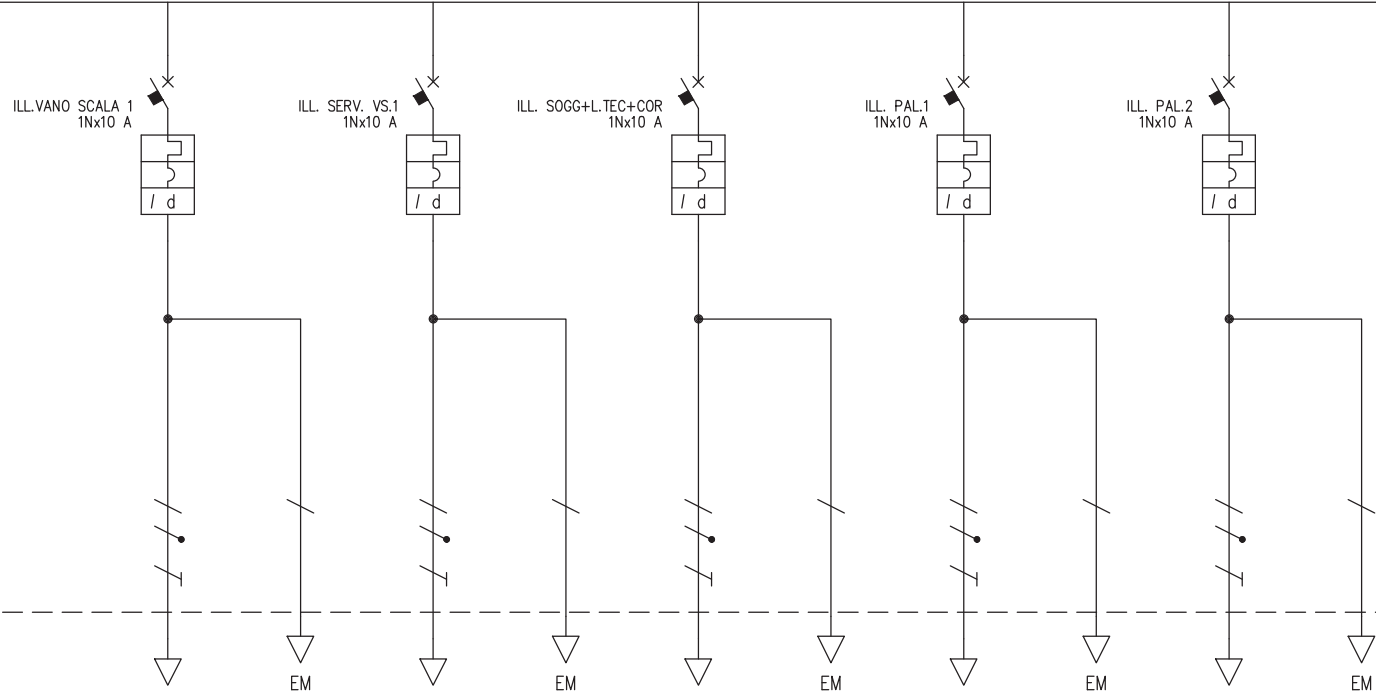 ILL.VANO SCALA 1
1Nx10 A
ILL. SERV. VS.1
1Nx10 A
ILL. SOGG+L.TEC+COR
1Nx10 A
ILL. PAL.1
1Nx10 A
ILL. PAL.2
1Nx10 A
I d
I d
I d
I d
I d
EM
EM
EM
EM
EM